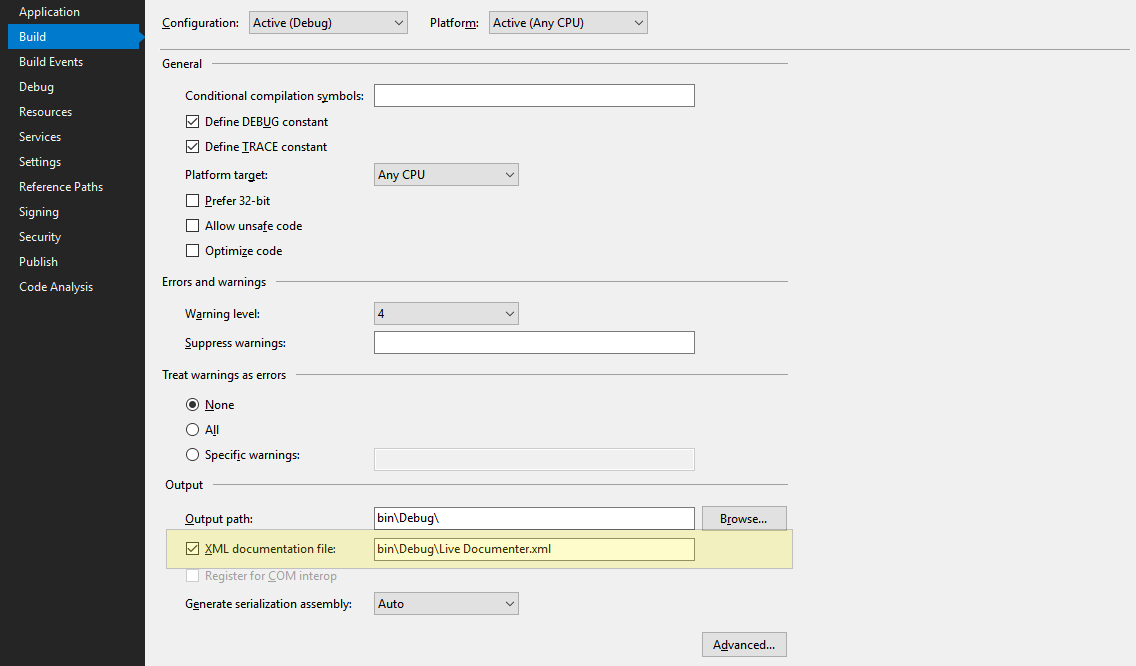 Application
Build
Build Events
Debug
Resources
Services
Settings
Reference Paths
Signing
Security
Publish
Code Analysis
Configuration: Active (Debug) Platform: Active (Any CPU)
General
Conditional compilation symbols:
Define DEBUG constant
Define TRACE constant
Platform target: Any CPU
Prefer 32-bit
Allow unsafe code
Optimize code
Errors and warnings
Warning level: 4
Suppress warnings:
Treat warnings as errors
None
All
Specific warnings:
Output
Output path: bin\Debug\ Browse...
XML documentation file: bin\Debug\Live Documenter.xml
Register for COM interop
Generate serialization assembly: Auto
Advanced...